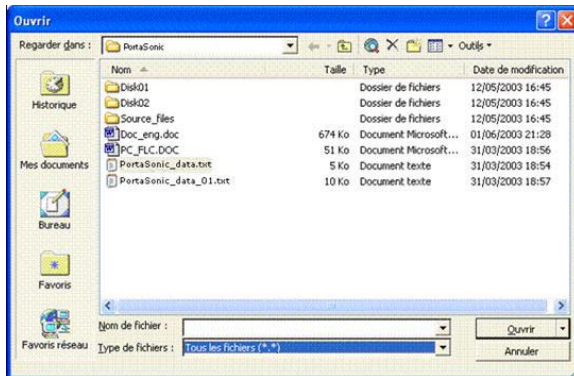 Ouvrir
Regarder dans : PortaSonic Outils
Nom Taille Type Date de modification
Disk01 Dossier de fichiers 12/05/2003 16:45
Disk02 Dossier de fichiers 12/05/2003 16:45
Source_files Dossier de fichiers 12/05/2003 16:45
Doc_eng.doc 674 Ko Document Microsoft... 01/06/2003 21:28
PC_FLC.DOC 51 Ko Document Microsoft... 31/03/2003 18:56
PortaSonic_data.txt 5 Ko Document texte 31/03/2003 18:54
PortaSonic_data_01.txt 10 Ko Document texte 31/03/2003 18:57
Historique
Mes documents
Bureau
Favoris
Favoris réseau
Nom de fichier : Ouvrir
Type de fichiers : Tous les fichiers (*.*) Annuler